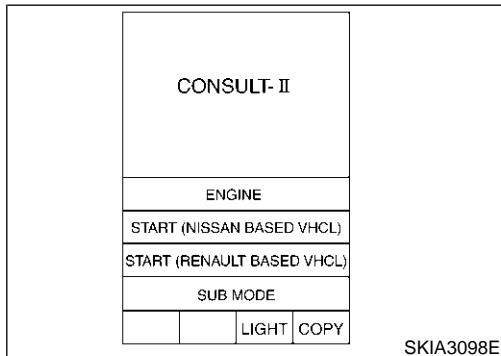 CONSULT-II
ENGINE
START (NISSAN BASED VHCL)
START (RENAULT BASED VHCL)
SUB MODE
LIGHT COPY
SKIA3098E